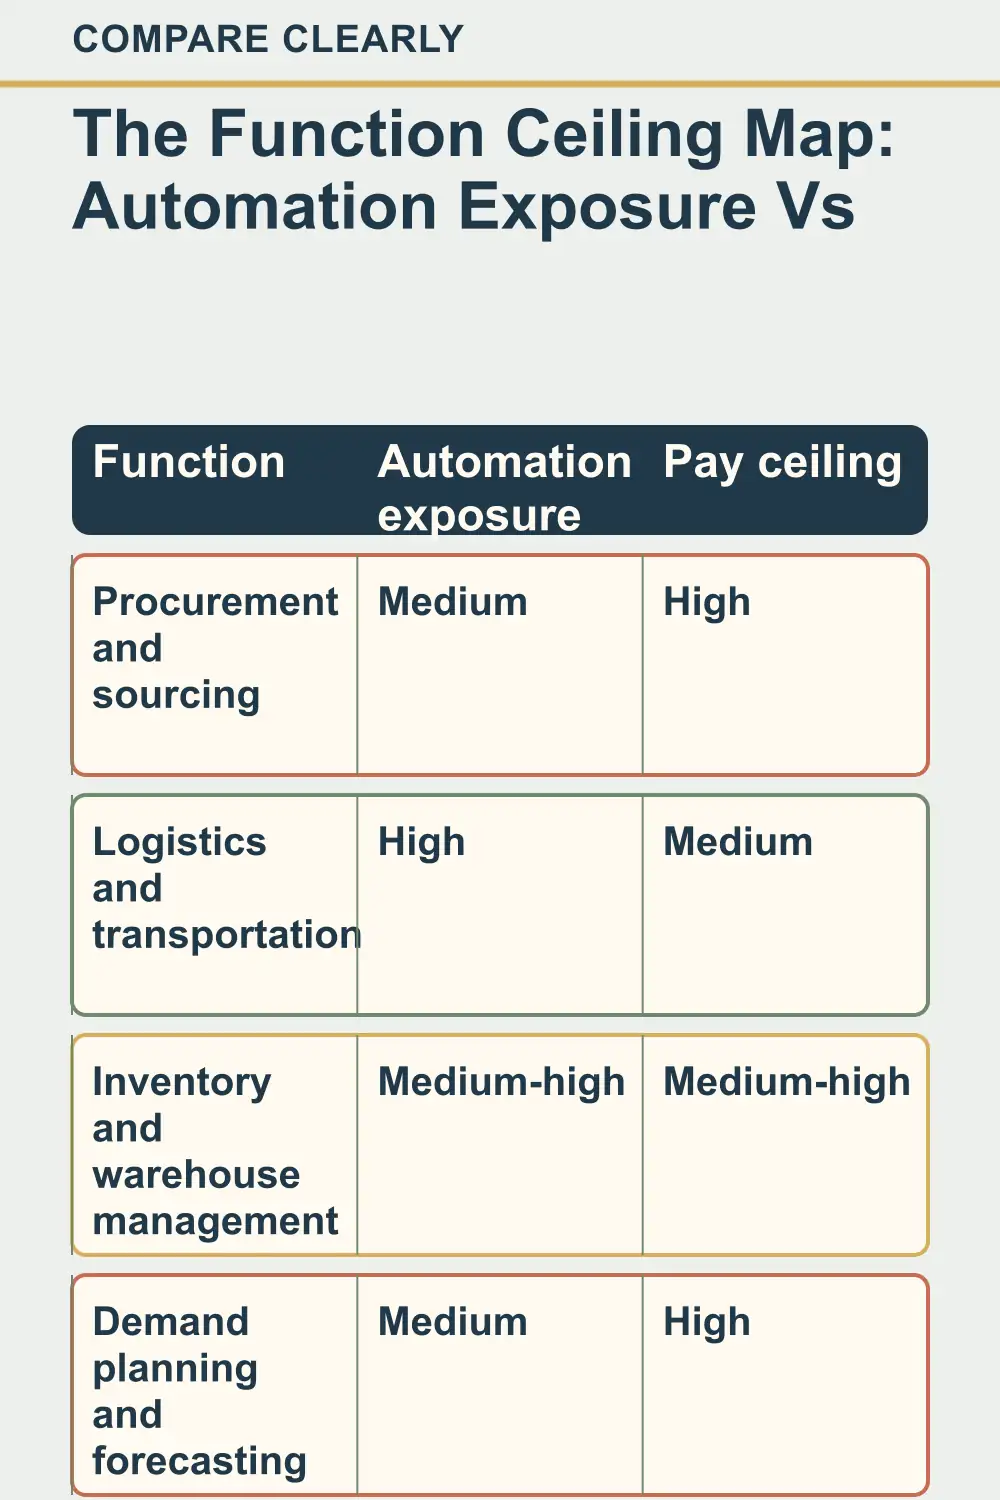 COMPARE CLEARLY
The Function Ceiling Map:
Automation Exposure Vs
Function
Automation
exposure
Pay ceiling
Procurement
and
sourcing
Medium
High
Logistics
and
transportation
High
Medium
Inventory
and
warehouse
management
Medium-high
Medium-high
Demand
planning
and
forecasting
Medium
High